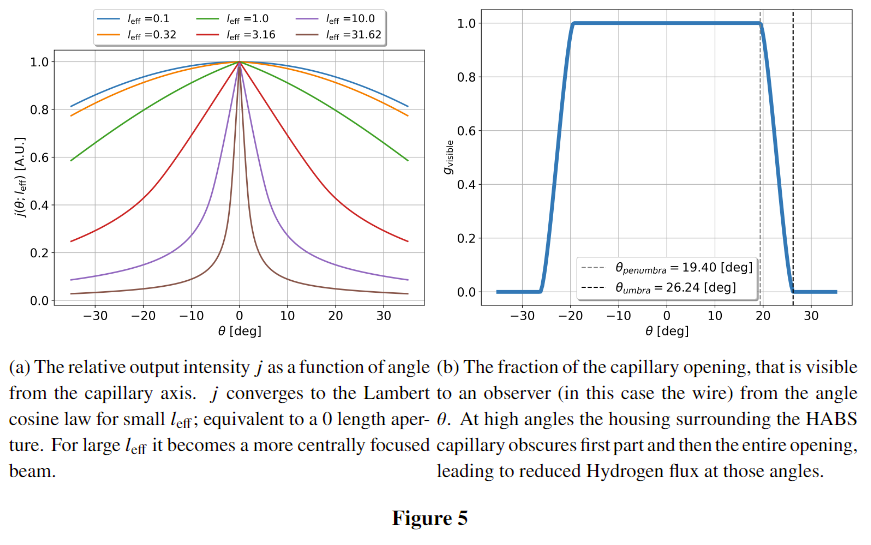 l_eff =0.1 l_eff =1.0 l_eff =10.0
l_eff =0.32 l_eff =3.16 l_eff =31.62
1.0
0.8
0.6
0.4
0.2
0.0
j(θ; l_eff) [A.U.]
−30 −20 −10 0 10 20 30
θ [deg]
1.0
0.8
0.6
0.4
0.2
0.0
g_visible
θ_penumbra = 19.40 [deg]
θ_umbra = 26.24 [deg]
−30 −20 −10 0 10 20 30
θ [deg]
(a) The relative output intensity j as a function of angle
from the capillary axis. j converges to the Lambert
cosine law for small l_eff; equivalent to a 0 length aper-
ture. For large l_eff it becomes a more centrally focused
beam.
(b) The fraction of the capillary opening, that is visible
to an observer (in this case the wire) from the angle
θ. At high angles the housing surrounding the HABS
capillary obscures first part and then the entire opening,
leading to reduced Hydrogen flux at those angles.
Figure 5